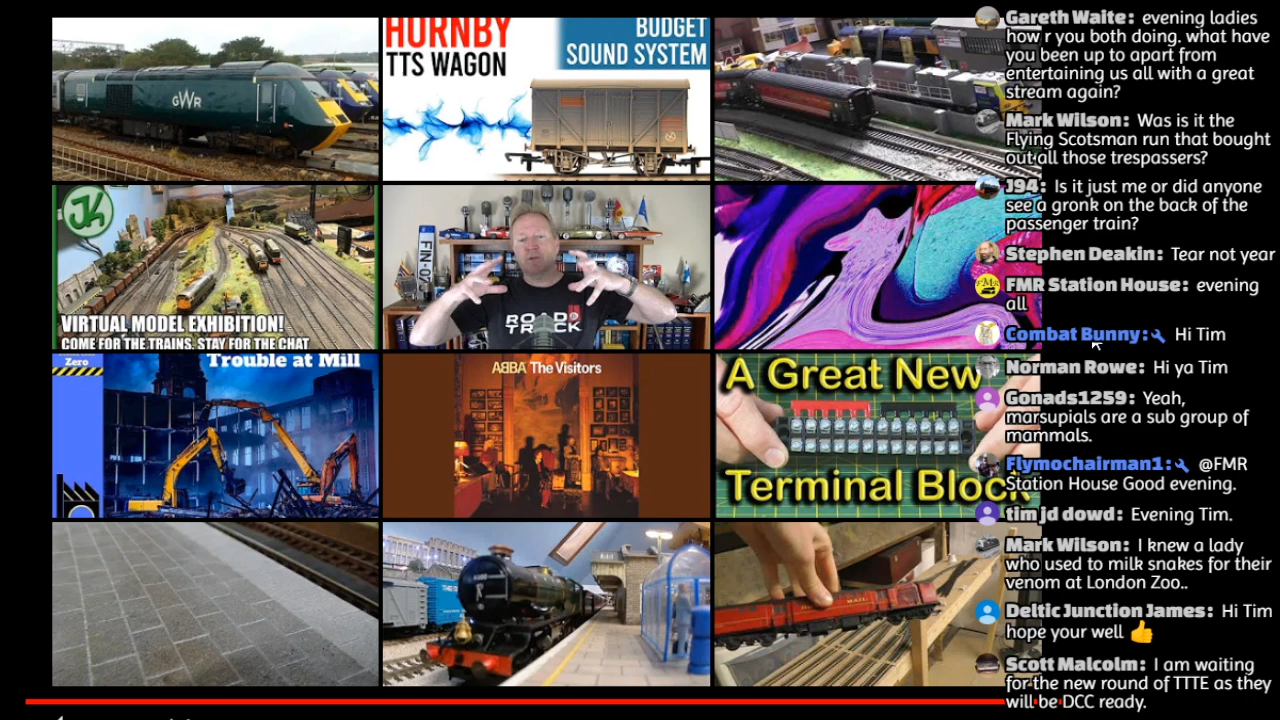 GWR
HORNBY
TTS WAGON
BUDGET
SOUND SYSTEM
JK
VIRTUAL MODEL EXHIBITION!
COME FOR THE TRAINS. STAY FOR THE CHAT
ROAD
TRACK
Zero
Trouble at Mill
ABBA The Visitors
A Great New
Terminal Block
Gareth Waite: evening ladies
how r you both doing. what have
you been up to apart from
entertaining us all with a great
stream again?
Mark Wilson: Was is it the
Flying Scotsman run that bought
out all those trespassers?
J94: Is it just me or did anyone
see a gronk on the back of the
passenger train?
Stephen Deakin: Tear not year
FMR Station House: evening
all
Combat Bunny: Hi Tim
Norman Rowe: Hi ya Tim
Gonads1259: Yeah,
marsupials are a sub group of
mammals.
Flymochairman1: @FMR
Station House Good evening.
tim jd dowd: Evening Tim.
Mark Wilson: I knew a lady
who used to milk snakes for their
venom at London Zoo..
Deltic Junction James: Hi Tim
hope your well 👍
Scott Malcolm: I am waiting
for the new round of TTTE as they
will be DCC ready.